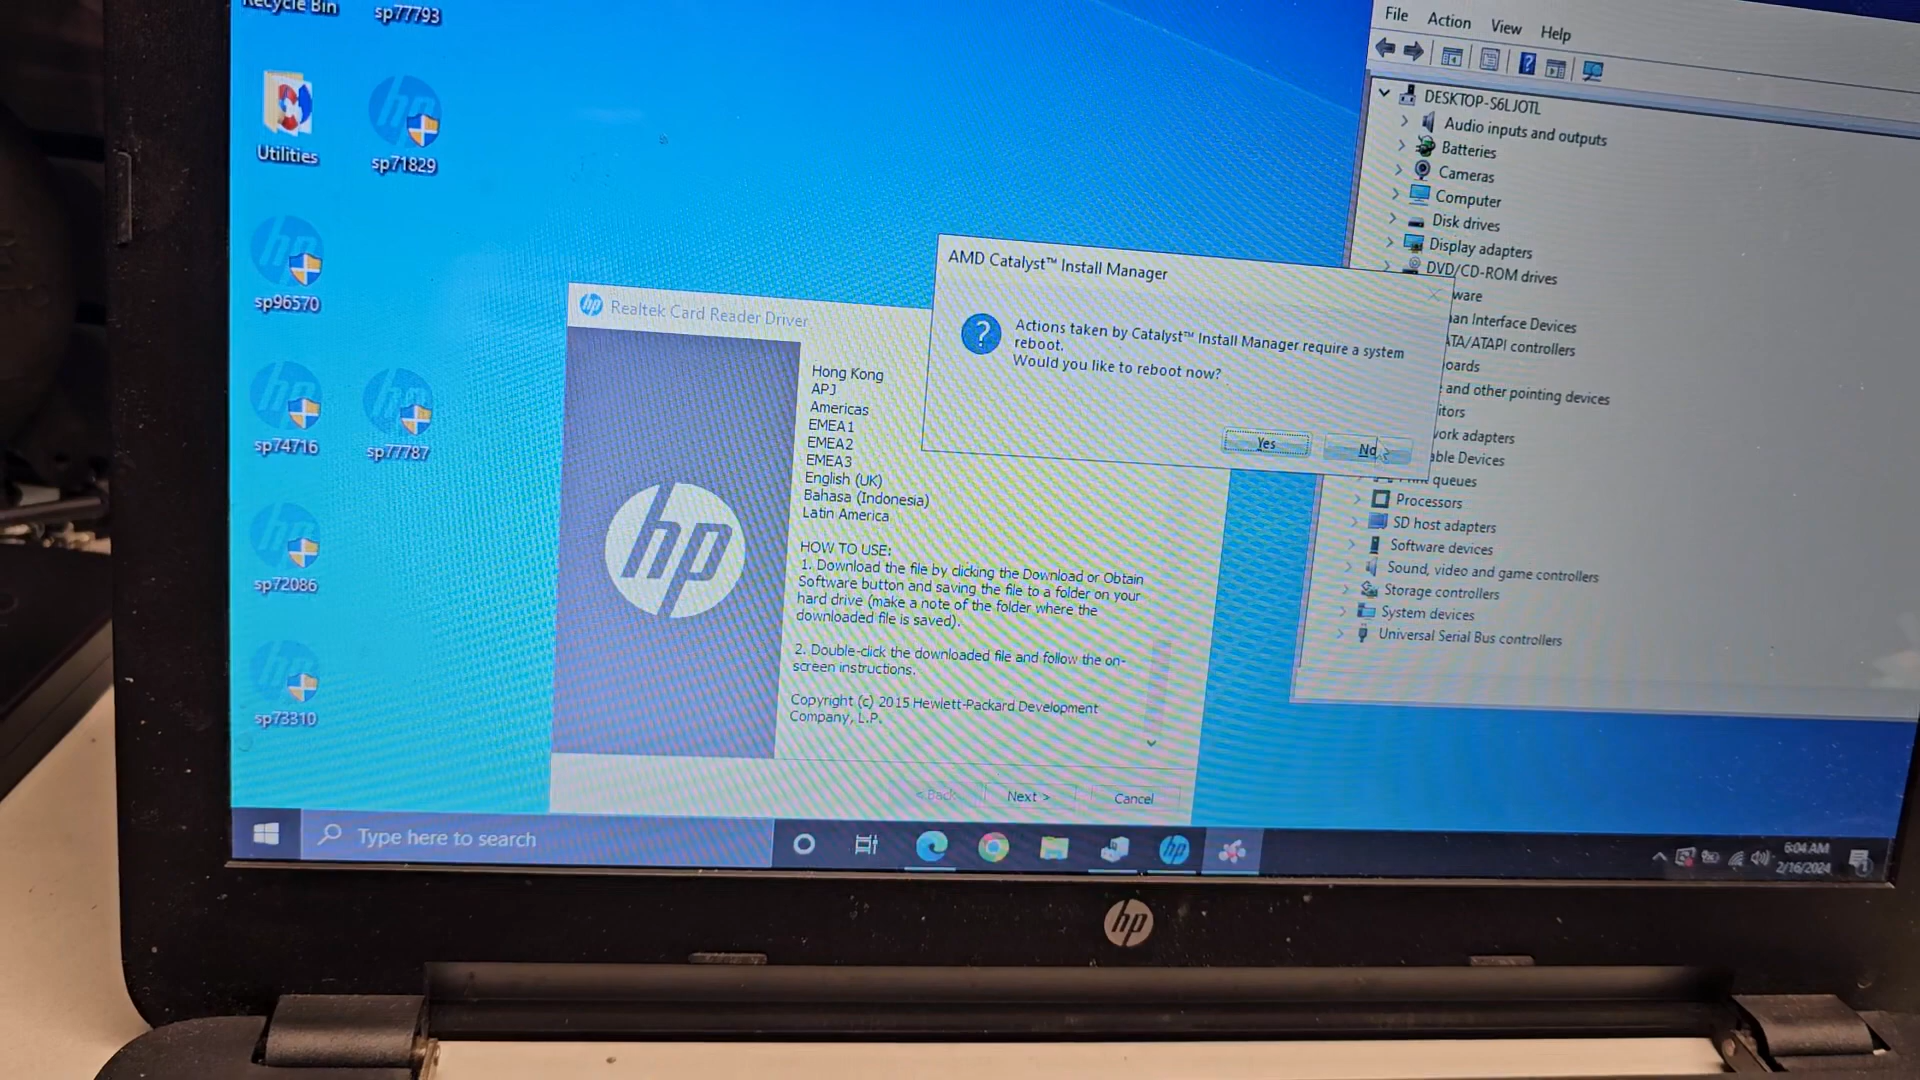 Recycle Bin
sp77793
Utilities
sp71829
sp96570
sp74716
sp77787
sp72086
sp73310
File Action View Help
DESKTOP-S6LJOTL
Audio inputs and outputs
Batteries
Cameras
Computer
Disk drives
Display adapters
DVD/CD-ROM drives
ware
an Interface Devices
ATA/ATAPI controllers
oards
and other pointing devices
itors
ork adapters
able Devices
queues
Processors
SD host adapters
Software devices
Sound, video and game controllers
Storage controllers
System devices
Universal Serial Bus controllers
AMD Catalyst™ Install Manager
Actions taken by Catalyst™ Install Manager require a system
reboot.
Would you like to reboot now?
Yes No
hp Realtek Card Reader Driver
Hong Kong
APJ
Americas
EMEA1
EMEA2
EMEA3
English (UK)
Bahasa (Indonesia)
Latin America
HOW TO USE:
1. Download the file by clicking the Download or Obtain
Software button and saving the file to a folder on your
hard drive (make a note of the folder where the
downloaded file is saved).
2. Double-click the downloaded file and follow the on-
screen instructions.
Copyright (c) 2015 Hewlett-Packard Development
Company, L.P.
hp
< Back Next > Cancel
Type here to search
hp
6:04 AM
2/16/2024
hp